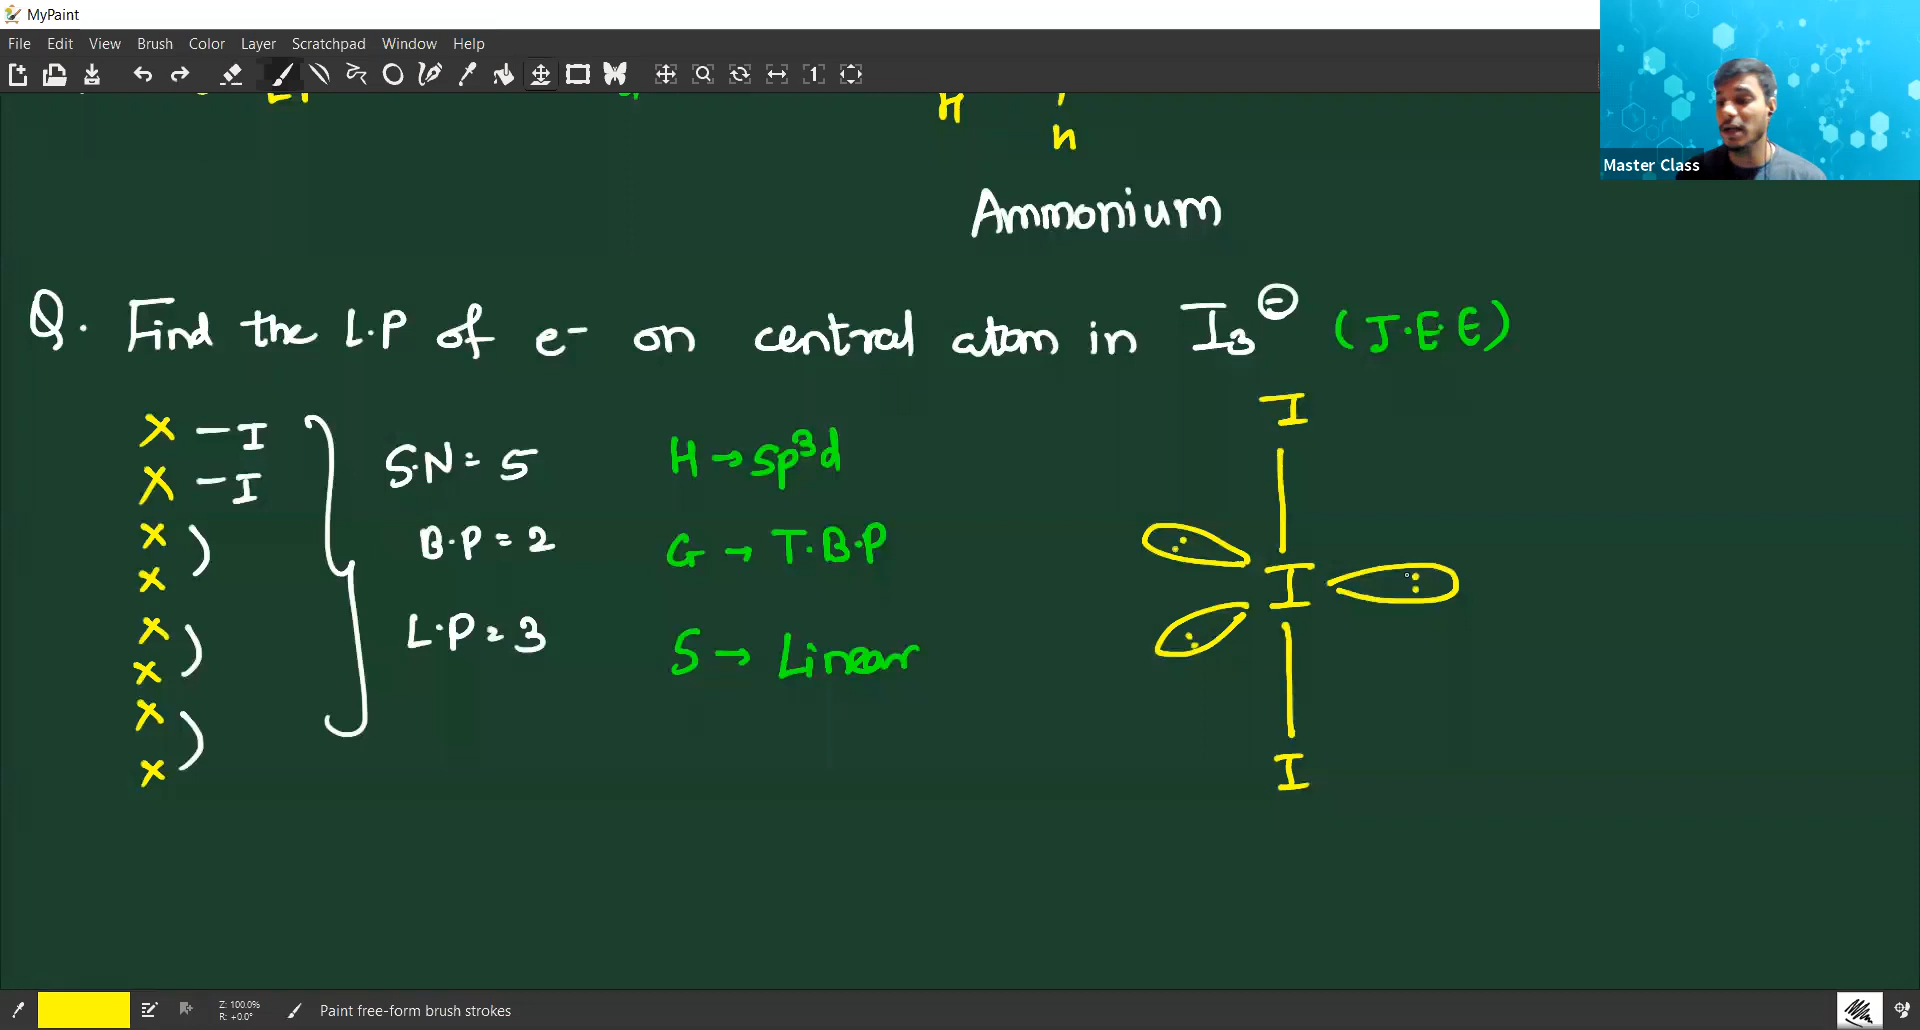 MyPaint
File Edit View Brush Color Layer Scratchpad Window Help
Master Class
H
n
Ammonium
Q. Find the L.P of e- on central atom in I3⊖ (J.E.E)
x - I
x - I
x )
x
x )
x
x )
x
S.N = 5
B.P = 2
L.P = 3
H → sp³d
G → T.B.P
S → Linear
I
I
I
Z: 100.0%
R: +0.0°
Paint free-form brush strokes